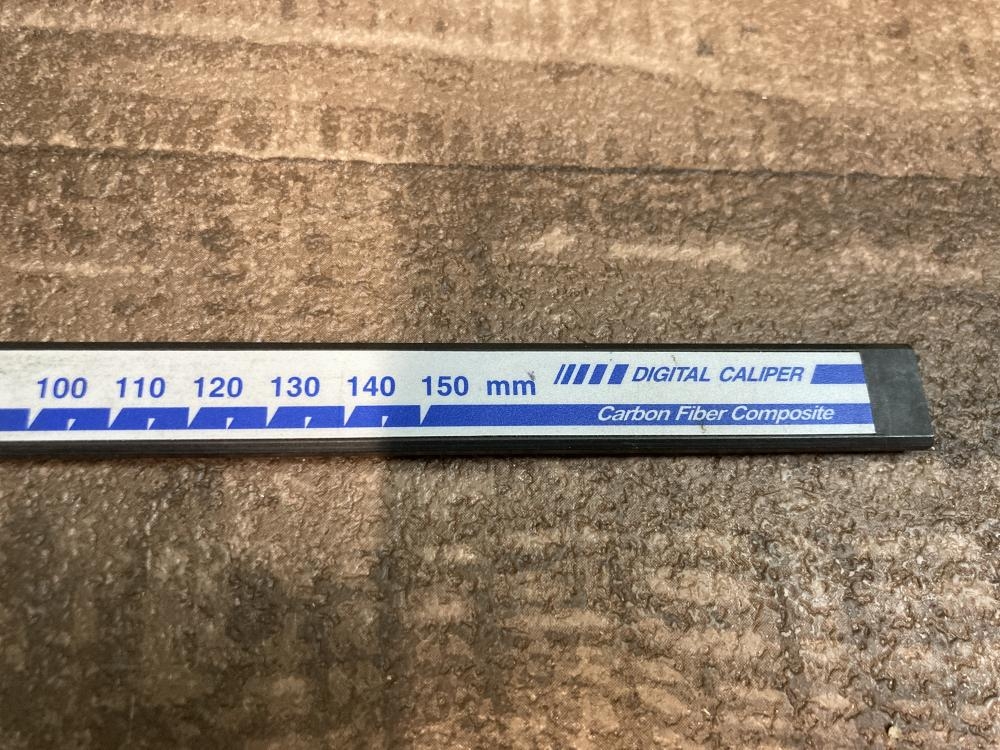 100 110 120 130 140 150 mm DIGITAL CALIPER
Carbon Fiber Composite